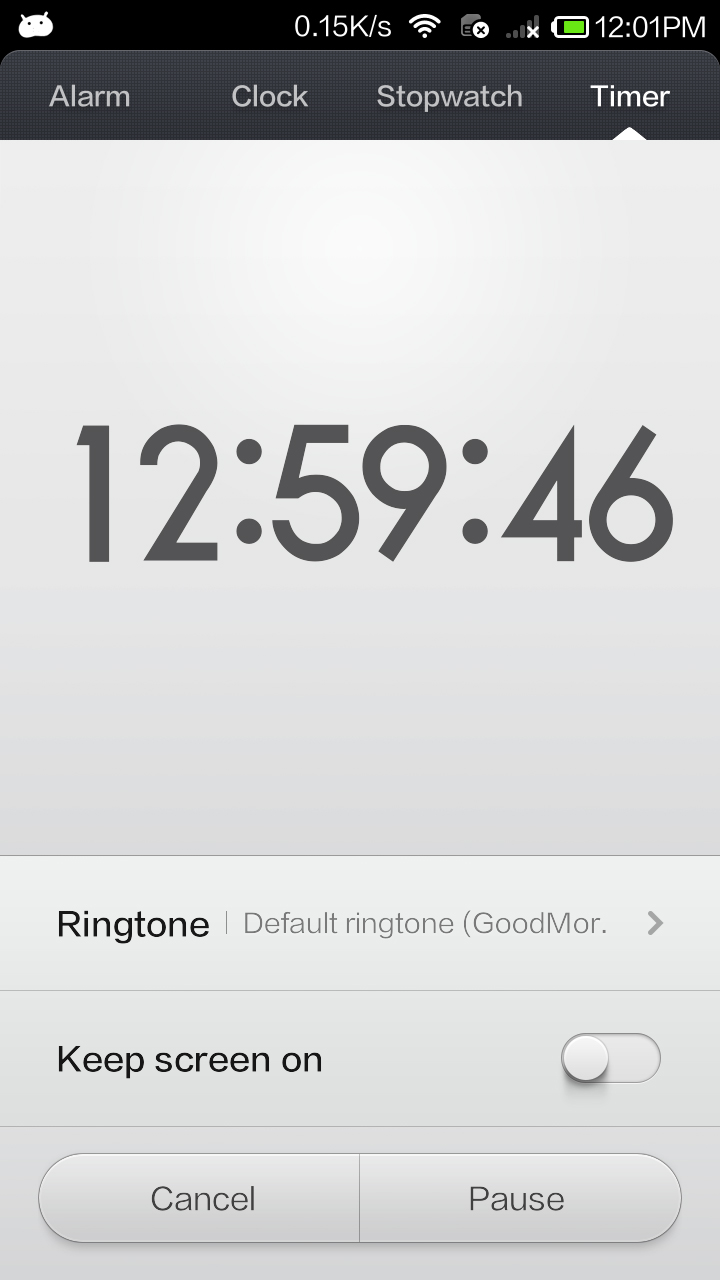 0.15K/s 12:01PM
Alarm Clock Stopwatch Timer
12:59:46
Ringtone Default ringtone (GoodMor.
Keep screen on
Cancel Pause